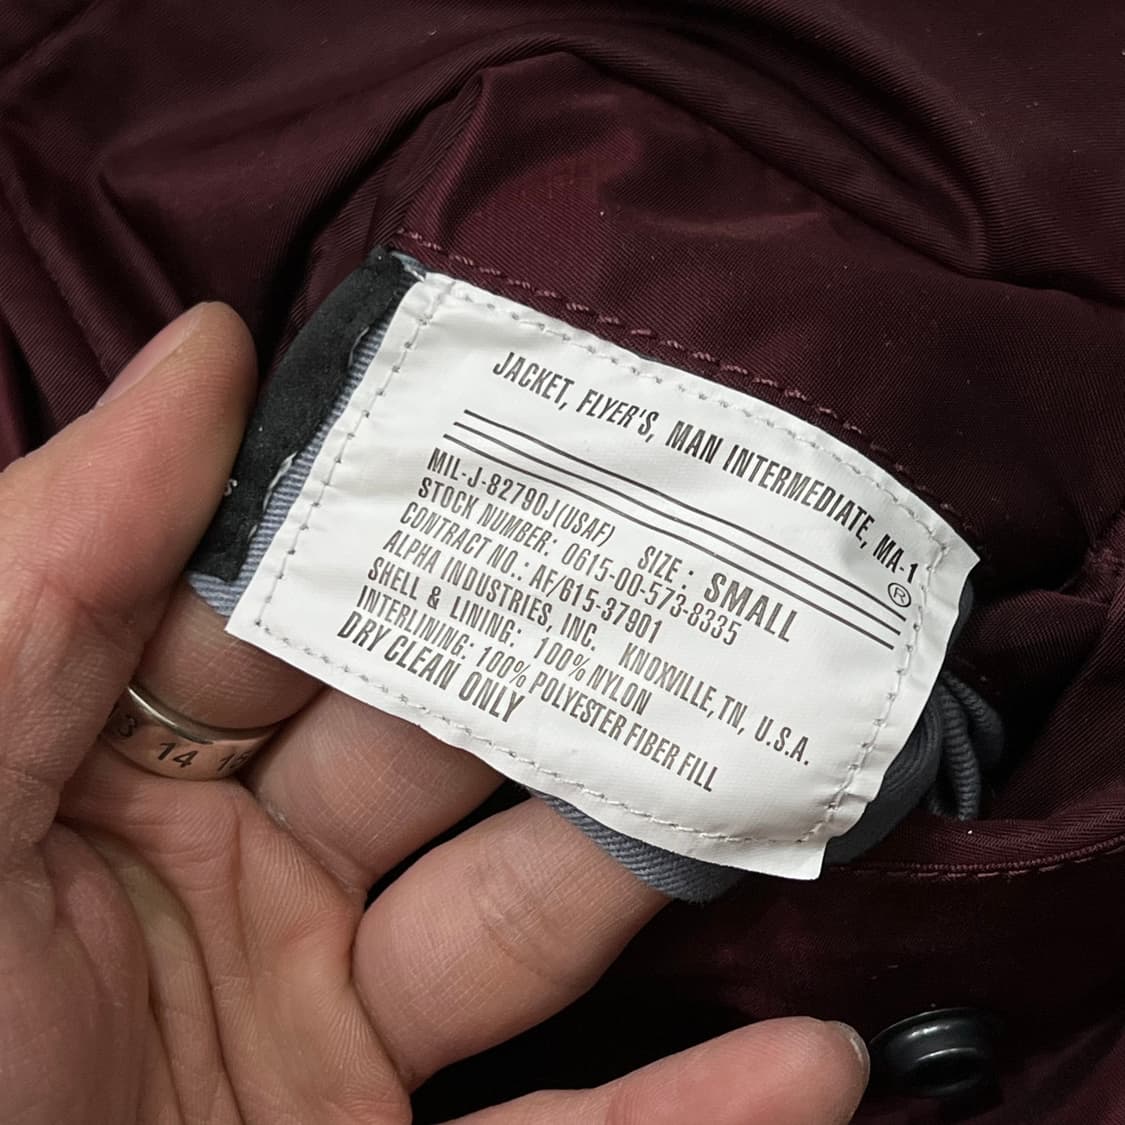 JACKET, FLYER'S, MAN INTERMEDIATE, MA-1
®
MIL-J-82790J(USAF) SIZE : SMALL
STOCK NUMBER: 0615-00-573-8335
CONTRACT NO.: AF/615-37901
ALPHA INDUSTRIES, INC. KNOXVILLE, TN, U.S.A.
SHELL & LINING: 100% NYLON
INTERLINING: 100% POLYESTER FIBER FILL
DRY CLEAN ONLY
S
14